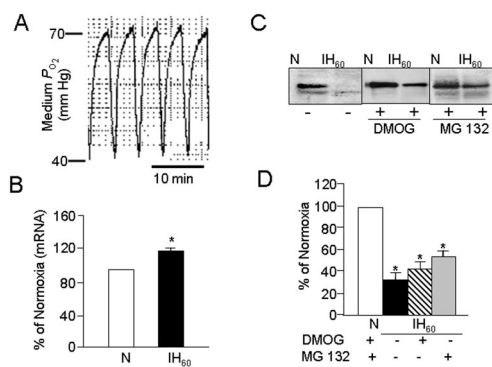 A
70
Medium PO2
(mm Hg)
40
10 min
B
% of Normoxia (mRNA)
160
120
80
40
0
N IH60
*
C
N IH60 N IH60 N IH60
- - + + + +
DMOG MG 132
D
% of Normoxia
120
100
80
60
40
20
0
* * *
N IH60
DMOG + - + -
MG 132 + - - +